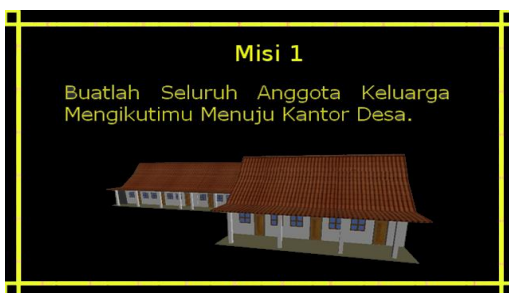 Misi 1
Buatlah Seluruh Anggota Keluarga
Mengikutimu Menuju Kantor Desa.